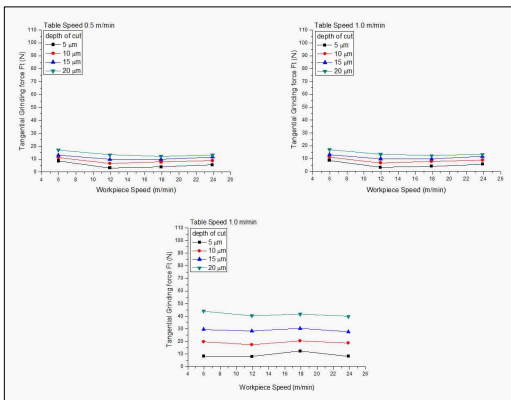 Table Speed 0.5 m/min
depth of cut
5 µm
10 µm
15 µm
20 µm
Tangential Grinding force Ft (N)
110
100
90
80
70
60
50
40
30
20
10
0
4 6 8 10 12 14 16 18 20 22 24 26
Workpiece Speed (m/min)
Table Speed 1.0 m/min
depth of cut
5 µm
10 µm
15 µm
20 µm
Tangential Grinding force Ft (N)
110
100
90
80
70
60
50
40
30
20
10
0
4 6 8 10 12 14 16 18 20 22 24 26
Workpiece Speed (m/min)
Table Speed 1.0 m/min
depth of cut
5 µm
10 µm
15 µm
20 µm
Tangential Grinding force Ft (N)
110
100
90
80
70
60
50
40
30
20
10
0
4 6 8 10 12 14 16 18 20 22 24 26
Workpiece Speed (m/min)